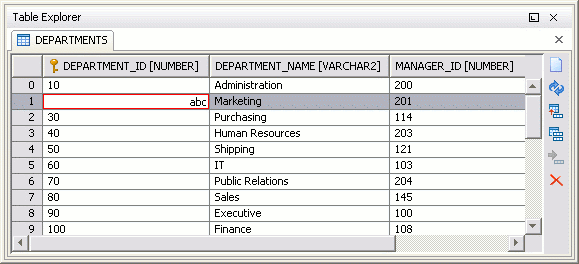 Table Explorer
DEPARTMENTS
DEPARTMENT_ID [NUMBER] DEPARTMENT_NAME [VARCHAR2] MANAGER_ID [NUMBER]
0 10 Administration 200
1 abc Marketing 201
2 30 Purchasing 114
3 40 Human Resources 203
4 50 Shipping 121
5 60 IT 103
6 70 Public Relations 204
7 80 Sales 145
8 90 Executive 100
9 100 Finance 108